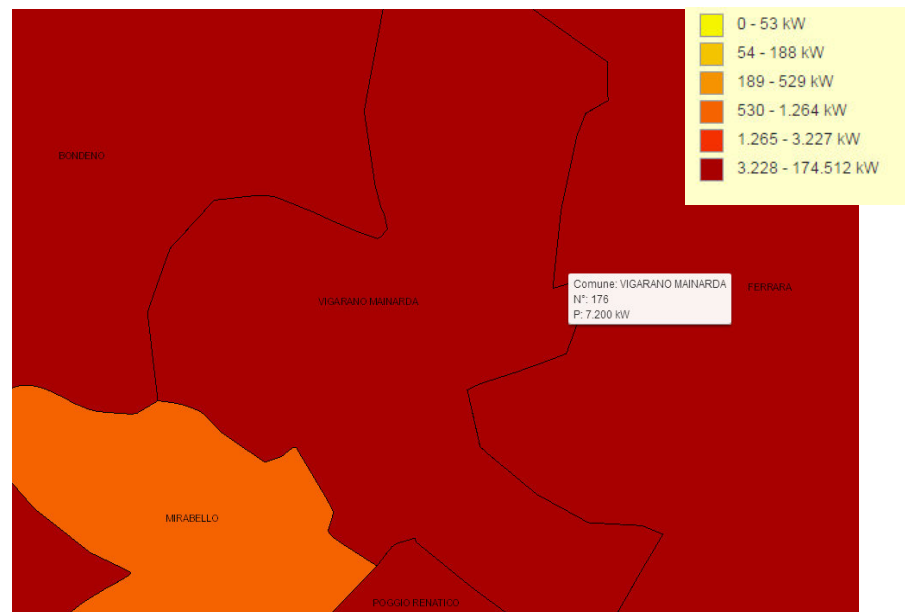 0 - 53 kW
54 - 188 kW
189 - 529 kW
530 - 1.264 kW
1.265 - 3.227 kW
3.228 - 174.512 kW
BONDENO
VIGARANO MAINARDA
Comune: VIGARANO MAINARDA
N°: 176
P: 7.200 kW
FERRARA
MIRABELLO
POGGIO RENATICO